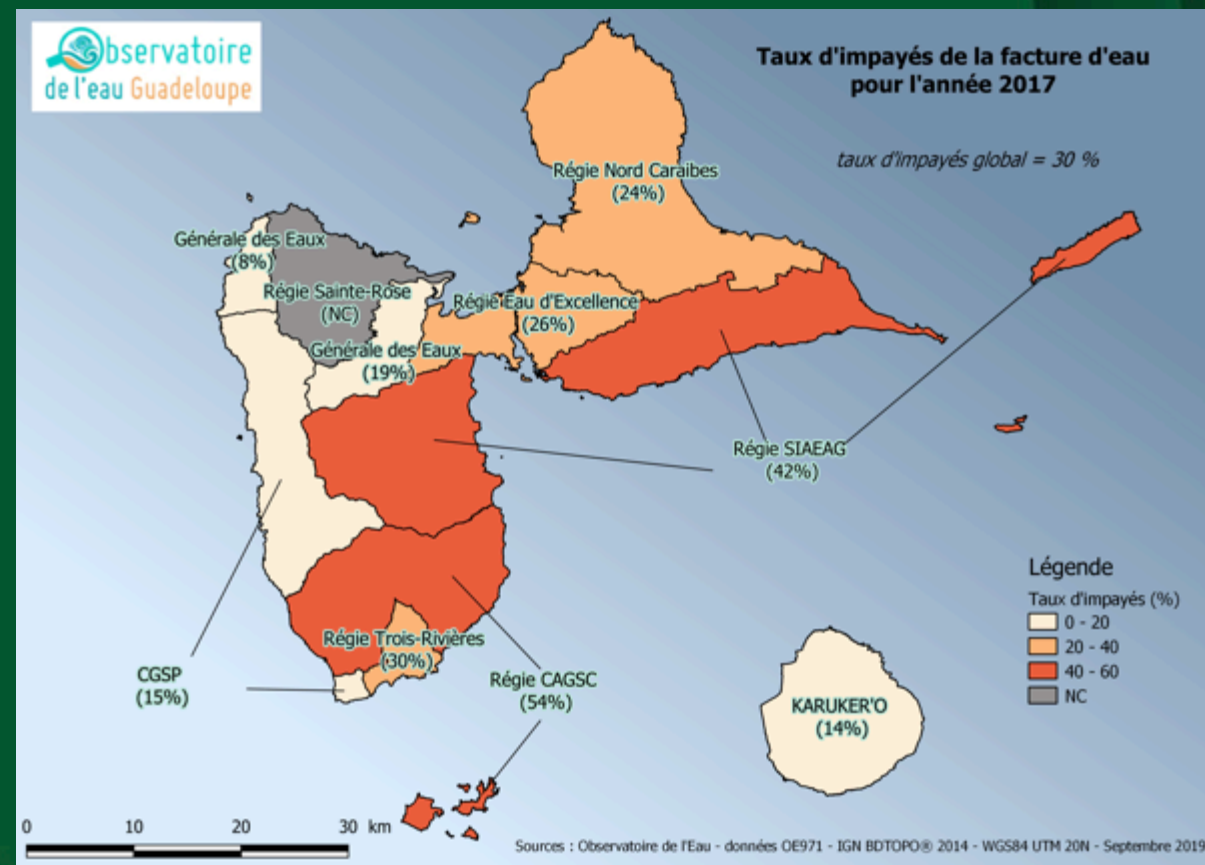 Observatoire
de l'eau Guadeloupe
Taux d'impayés de la facture d'eau
pour l'année 2017
taux d'impayés global = 30 %
Régie Nord Caraibes
(24%)
Générale des Eaux
(8%)
Régie Sainte-Rose
(NC)
Régie Eau d'Excellence
(26%)
Générale des Eaux
(19%)
Régie SIAEAG
(42%)
Régie Trois-Rivières
(30%)
CGSP
(15%)
Régie CAGSC
(54%)
KARUKER'O
(14%)
Légende
Taux d'impayés (%)
0 - 20
20 - 40
40 - 60
NC
0 10 20 30 km
Sources : Observatoire de l'Eau - données OE971 - IGN BDTOPO® 2014 - WGS84 UTM 20N - Septembre 2019